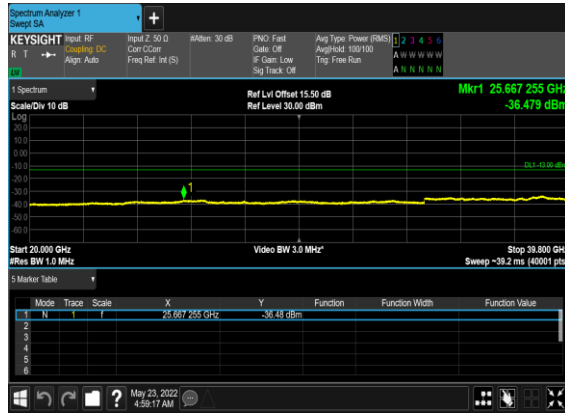 Spectrum Analyzer 1
Swept SA
+
KEYSIGHT Input: RF Input Z: 50 Ω #Atten: 30 dB PNO: Fast Avg Type: Power (RMS) 1 2 3 4 5 6
R T Coupling: DC Corr CCorr Gate: Off Avg|Hold: 100/100 A W W W W W
Align: Auto Freq Ref: Int (S) IF Gain: Low Trig: Free Run
Sig Track: Off A N N N N N
1 Spectrum Ref Lvl Offset 15.50 dB Mkr1 25.667 255 GHz
Scale/Div 10 dB Ref Level 30.00 dBm -36.479 dBm
Log
20.0
10.0
0.00
-10.0 DL1 -13.00 dBm
-20.0
-30.0 1
-40.0
-50.0
-60.0
Start 20.000 GHz Video BW 3.0 MHz* Stop 39.800 GHz
#Res BW 1.0 MHz Sweep ~39.2 ms (40001 pts)
5 Marker Table
Mode Trace Scale X Y Function Function Width Function Value
1 N 1 f 25.667 255 GHz -36.48 dBm
2
3
4
5
6
? May 23, 2022
4:59:17 AM